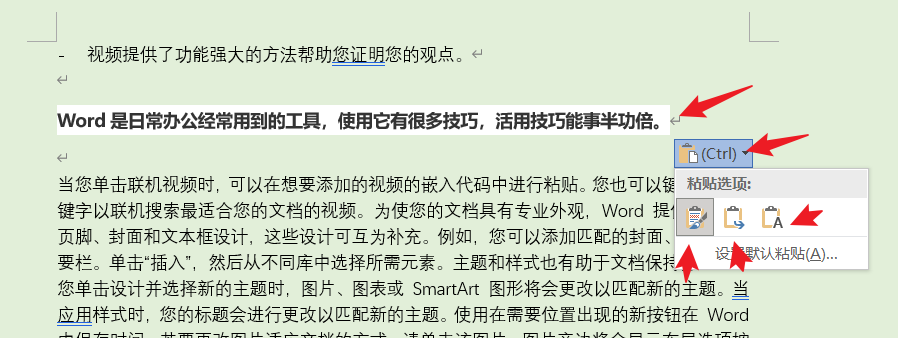 - 视频提供了功能强大的方法帮助您证明您的观点。
Word 是日常办公经常用到的工具，使用它有很多技巧，活用技巧能事半功倍。
(Ctrl)
粘贴选项:
设置默认粘贴(A)...
当您单击联机视频时，可以在想要添加的视频的嵌入代码中进行粘贴。您也可以键
键字以联机搜索最适合您的文档的视频。为使您的文档具有专业外观，Word 提
页脚、封面和文本框设计，这些设计可互为补充。例如，您可以添加匹配的封面、
要栏。单击“插入”，然后从不同库中选择所需元素。主题和样式也有助于文档保持
您单击设计并选择新的主题时，图片、图表或 SmartArt 图形将会更改以匹配新的主题。当
应用样式时，您的标题会进行更改以匹配新的主题。使用在需要位置出现的新按钮在 Word